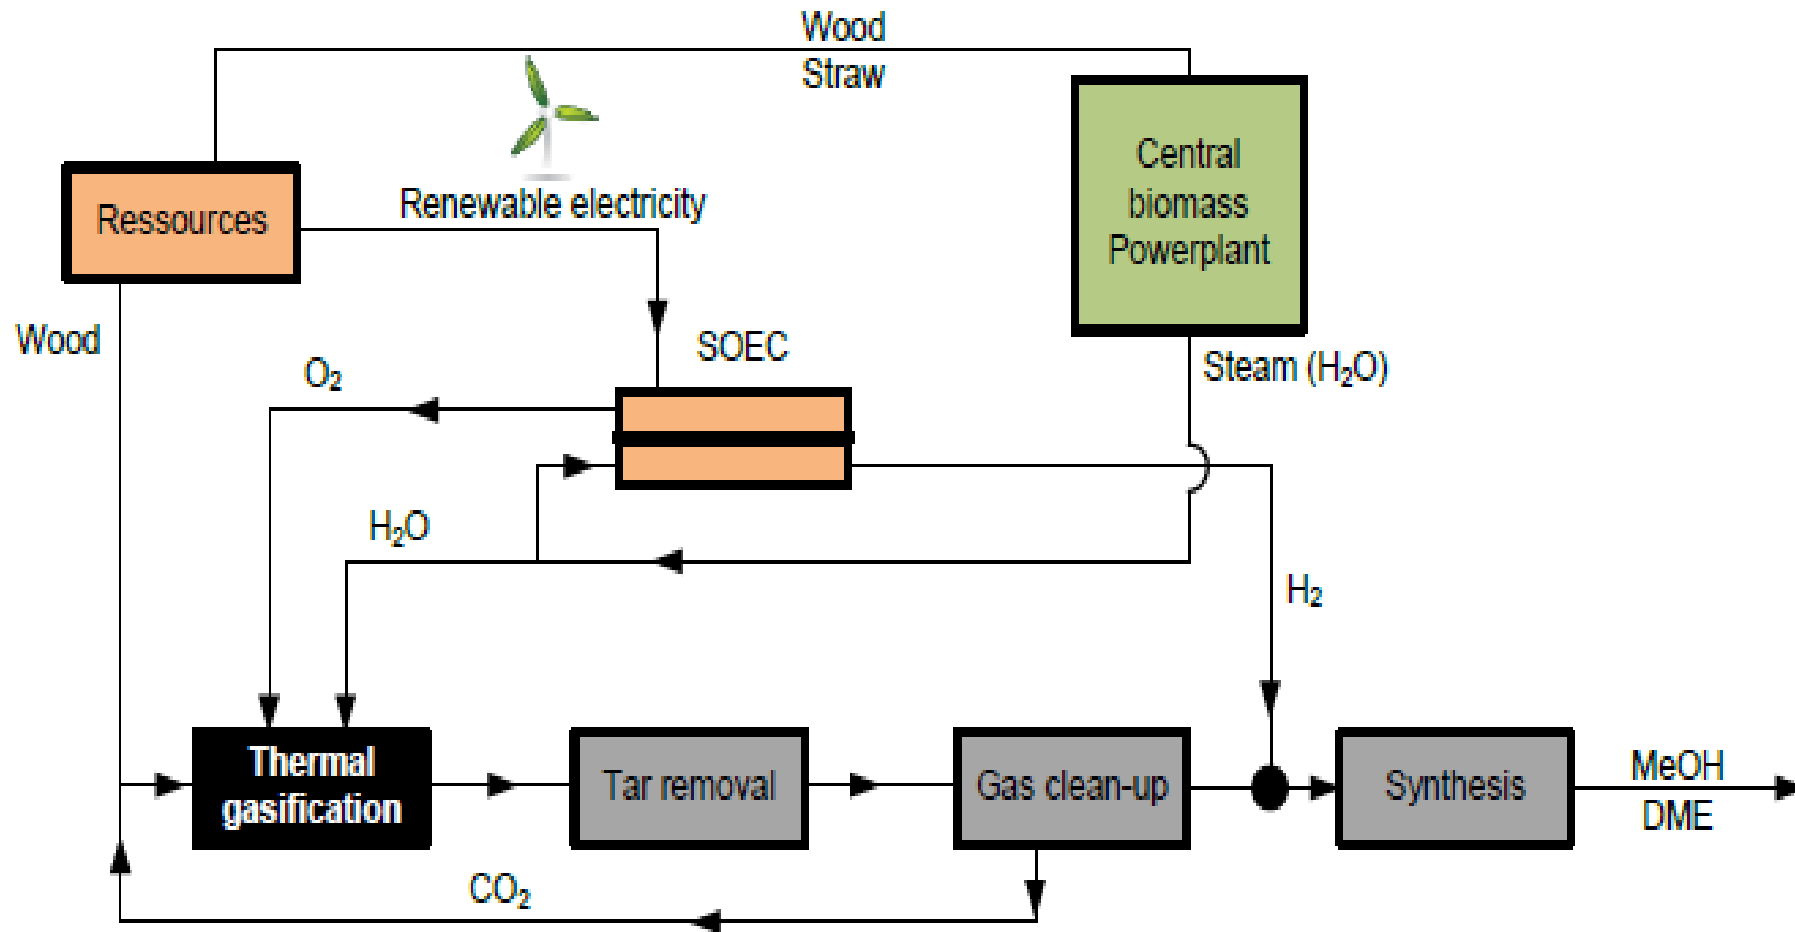 Wood
Straw
Central
biomass
Powerplant
Ressources
Renewable electricity
Wood
SOEC
Steam (H₂O)
O₂
H₂O
H₂
Thermal
gasification
Tar removal
Gas clean-up
Synthesis
MeOH
DME
CO₂